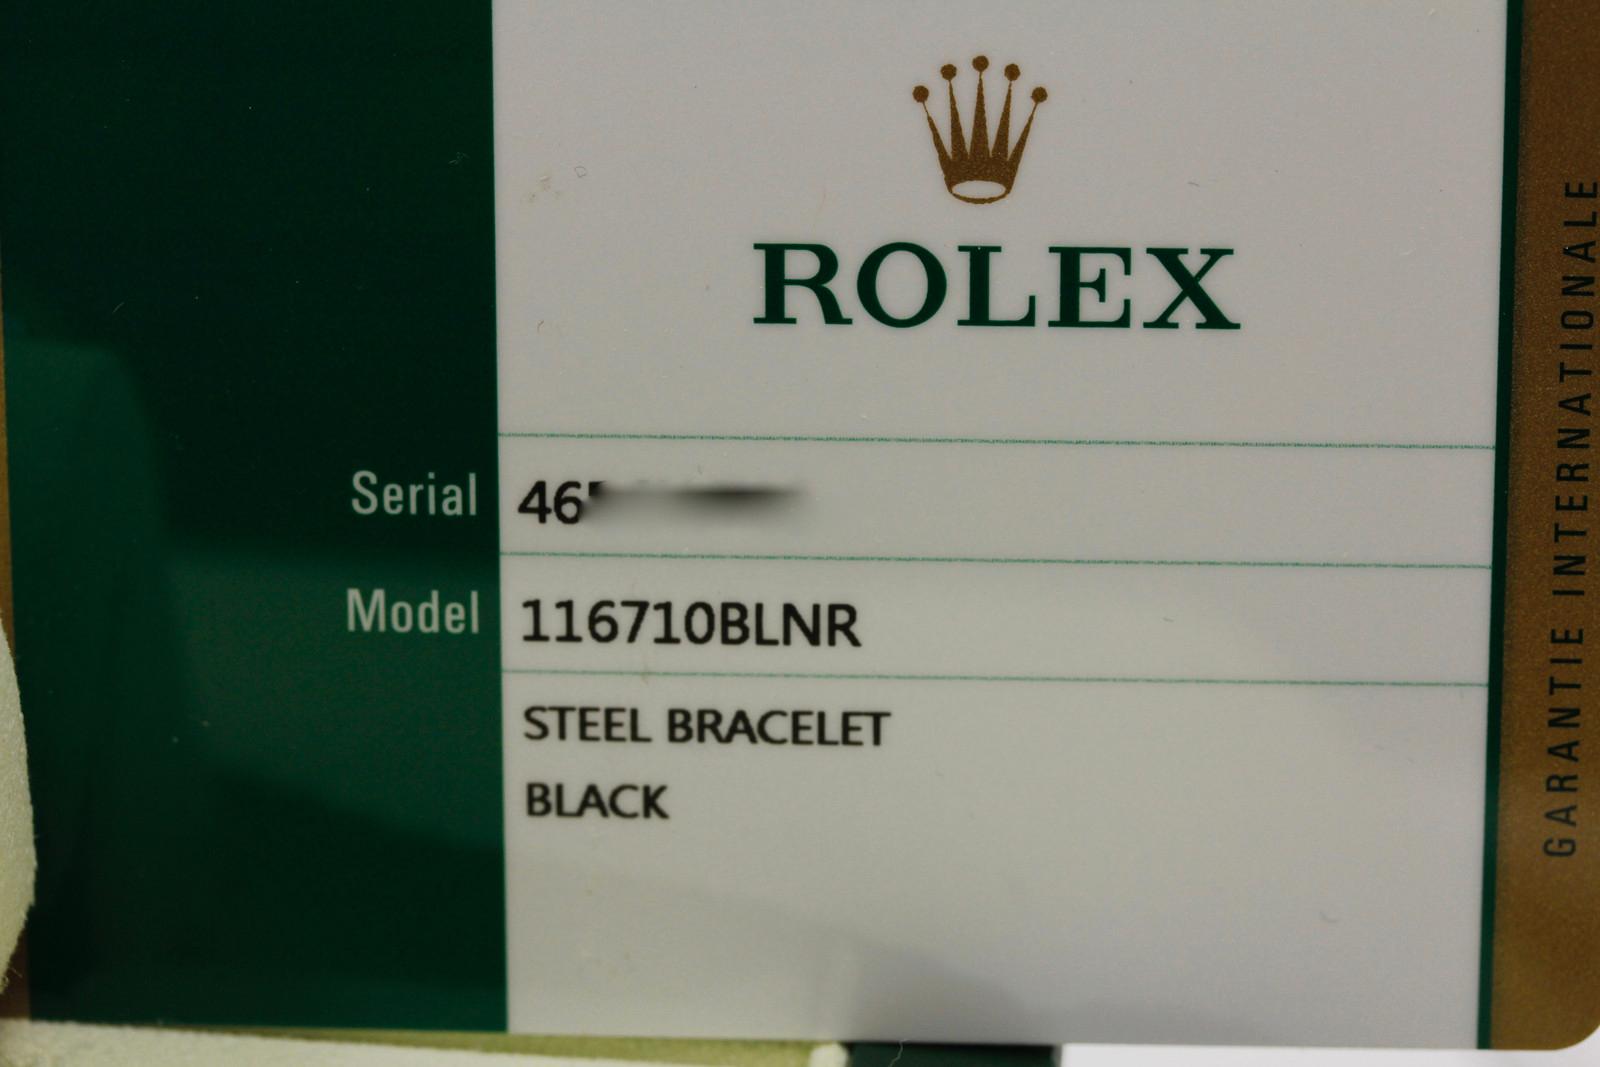 ROLEX
Serial 46
Model 116710BLNR
STEEL BRACELET
BLACK
GARANTIE INTERNATIONALE